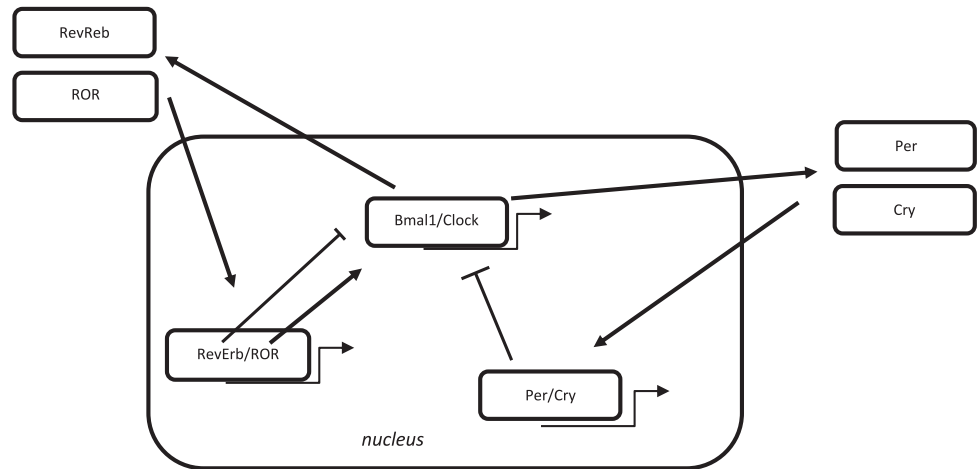 RevReb
ROR
Per
Cry
Bmal1/Clock
RevErb/ROR
Per/Cry
nucleus